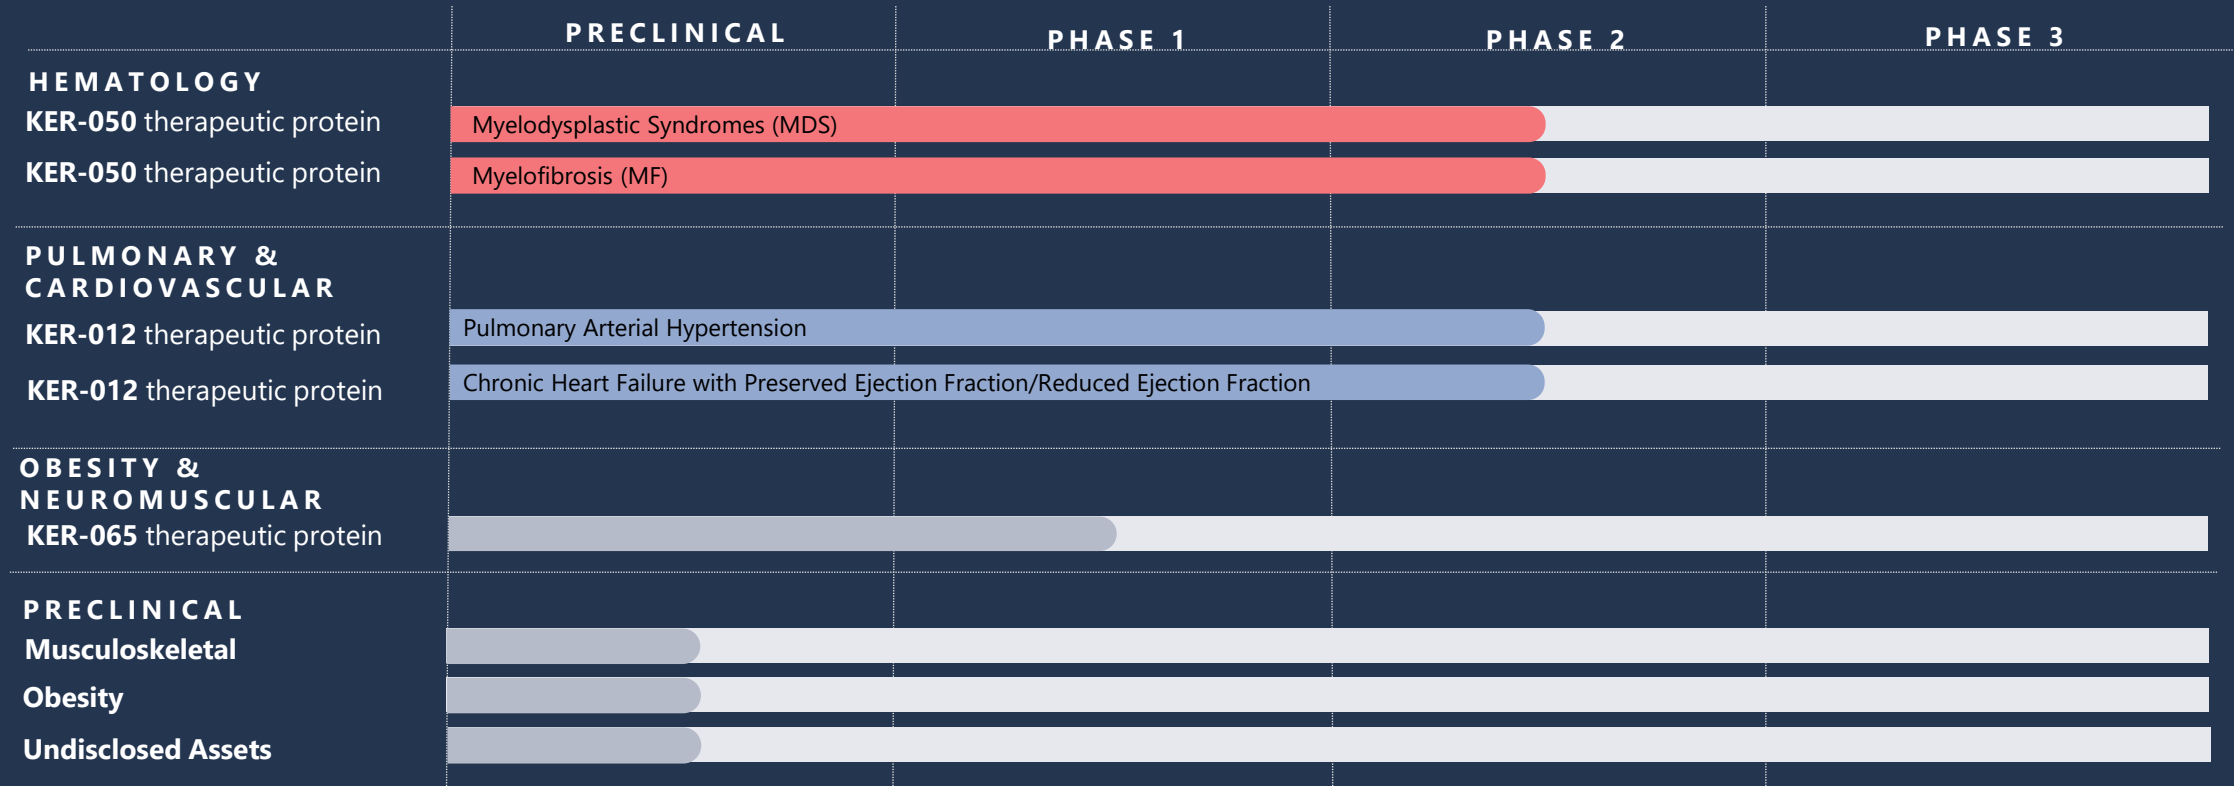 PRECLINICAL
PHASE 1
PHASE 2
PHASE 3
HEMATOLOGY
KER-050 therapeutic protein
Myelodysplastic Syndromes (MDS)
KER-050 therapeutic protein
Myelofibrosis (MF)
PULMONARY &
CARDIOVASCULAR
KER-012 therapeutic protein
Pulmonary Arterial Hypertension
KER-012 therapeutic protein
Chronic Heart Failure with Preserved Ejection Fraction/Reduced Ejection Fraction
OBESITY &
NEUROMUSCULAR
KER-065 therapeutic protein
PRECLINICAL
Musculoskeletal
Obesity
Undisclosed Assets